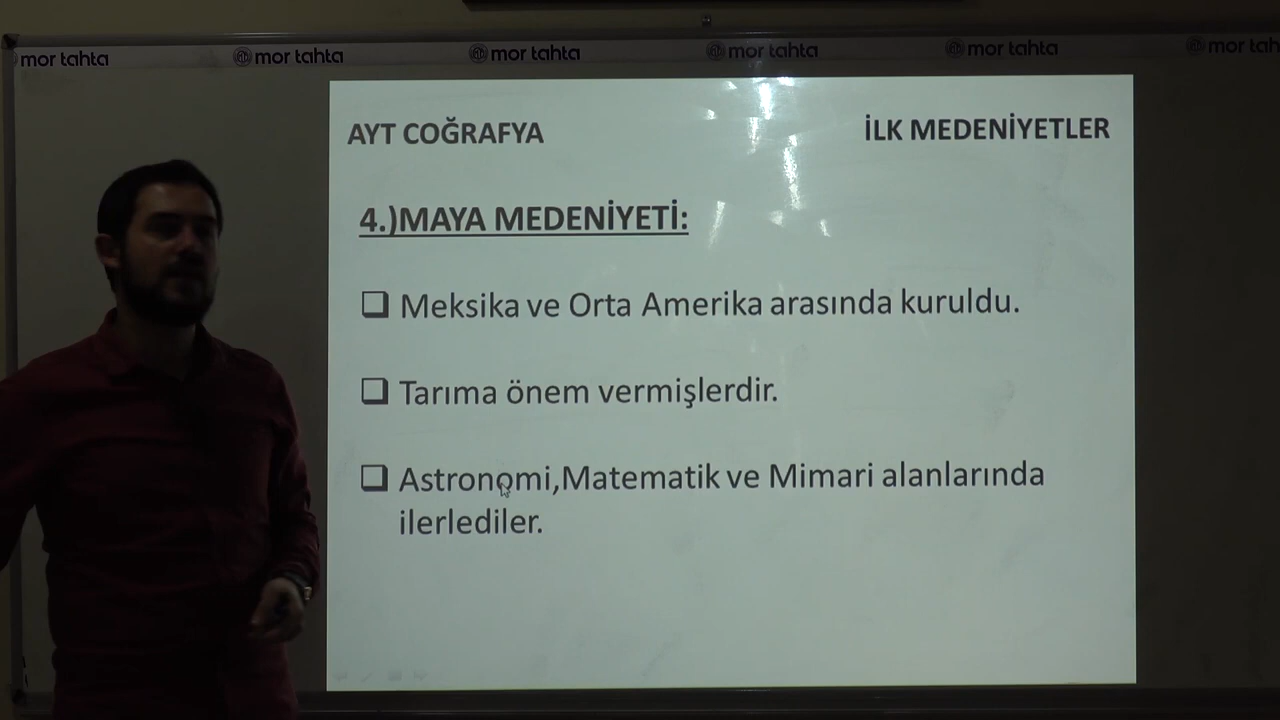 mor tahta mor tahta mor tahta mor tahta mor tahta mor tah
AYT COĞRAFYA İLK MEDENİYETLER
4.)MAYA MEDENİYETİ:
Meksika ve Orta Amerika arasında kuruldu.
Tarıma önem vermişlerdir.
Astronomi,Matematik ve Mimari alanlarında
ilerlediler.